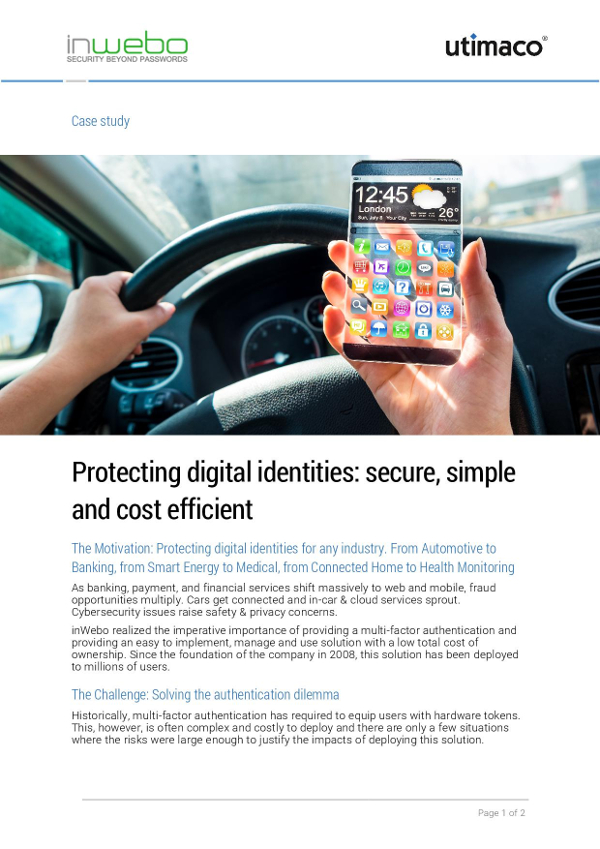 inwebo
SECURITY BEYOND PASSWORDS
utimaco®
Case study
12:45
London
Sun, July 8 Your City
26°
Protecting digital identities: secure, simple
and cost efficient
The Motivation: Protecting digital identities for any industry. From Automotive to
Banking, from Smart Energy to Medical, from Connected Home to Health Monitoring
As banking, payment, and financial services shift massively to web and mobile, fraud
opportunities multiply. Cars get connected and in-car & cloud services sprout.
Cybersecurity issues raise safety & privacy concerns.
inWebo realized the imperative importance of providing a multi-factor authentication and
providing an easy to implement, manage and use solution with a low total cost of
ownership. Since the foundation of the company in 2008, this solution has been deployed
to millions of users.
The Challenge: Solving the authentication dilemma
Historically, multi-factor authentication has required to equip users with hardware tokens.
This, however, is often complex and costly to deploy and there are only a few situations
where the risks were large enough to justify the impacts of deploying this solution.
Page 1 of 2